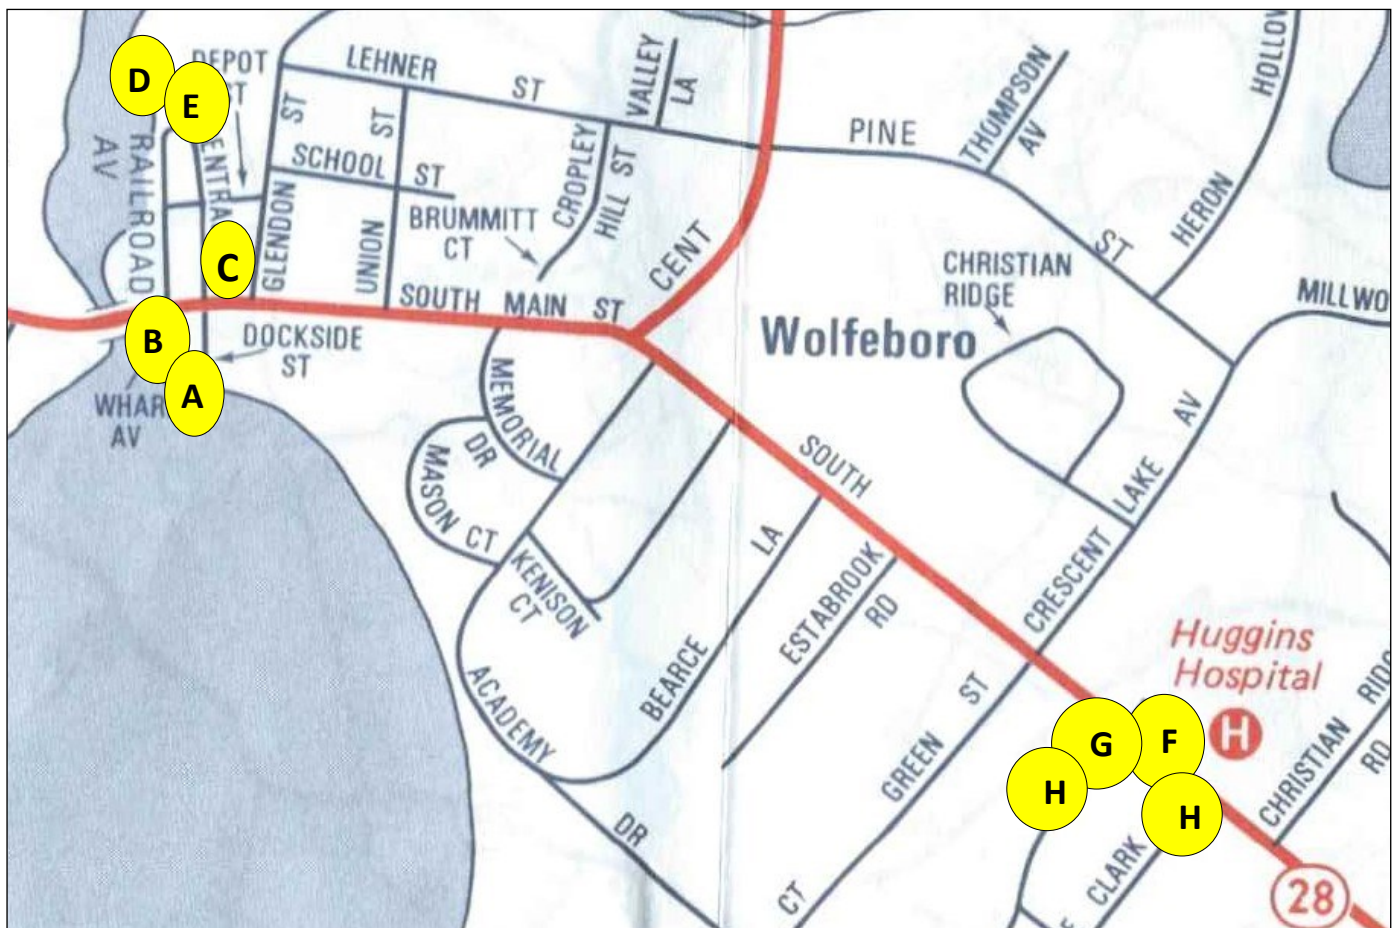 D
E
DEPOT
ST
LEHNER ST
VALLEY
LA
RAILROAD
AV
SCHOOL ST
ST
ST
GLENDON
UNION
BRUMMITT
CT
CROPLEY
HILL ST
CENT
PINE ST
THOMPSON
AV
HERON
C
SOUTH MAIN ST
B
A
DOCKSIDE
ST
AV
Wolfeboro
CHRISTIAN
RIDGE
MILLWO
MEMORIAL
DR
MASON CT
KENISON
CT
SOUTH
BEARCE LA
ESTABROOK
RD
CRESCENT LAKE AV
ACADEMY DR
GREEN ST
CT
Huggins
Hospital
H
G
F
H
H
CHRISTIAN
RD
CLARK
28